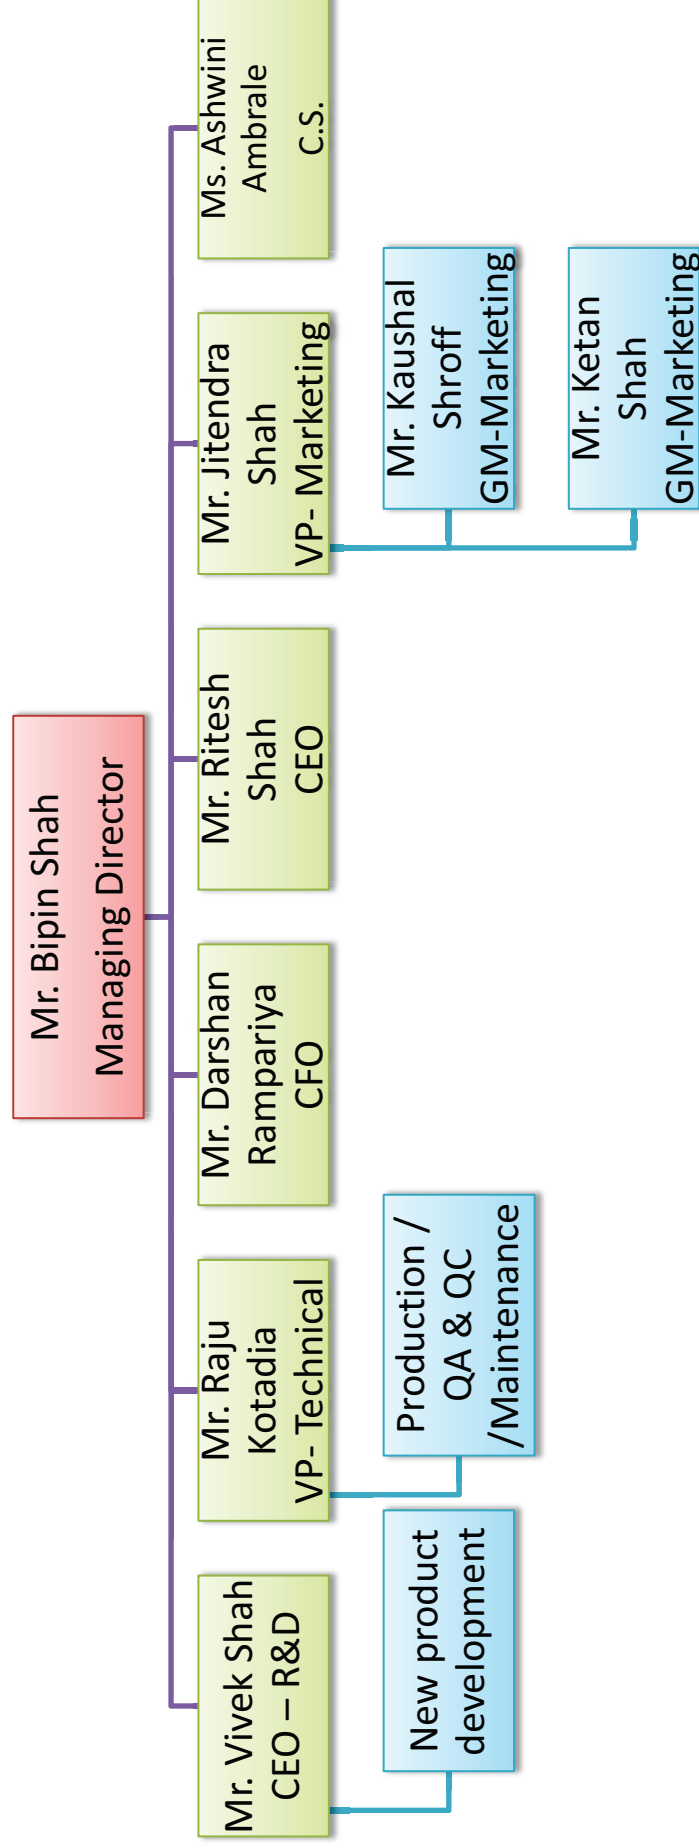 Mr. Bipin Shah
Managing Director
Mr. Vivek Shah
CEO – R&D
New product
development
Mr. Raju
Kotadia
VP- Technical
Production /
QA & QC
/Maintenance
Mr. Darshan
Rampariya
CFO
Mr. Ritesh
Shah
CEO
Mr. Jitendra
Shah
VP- Marketing
Mr. Kaushal
Shroff
GM-Marketing
Mr. Ketan
Shah
GM-Marketing
Ms. Ashwini
Ambrale
C.S.